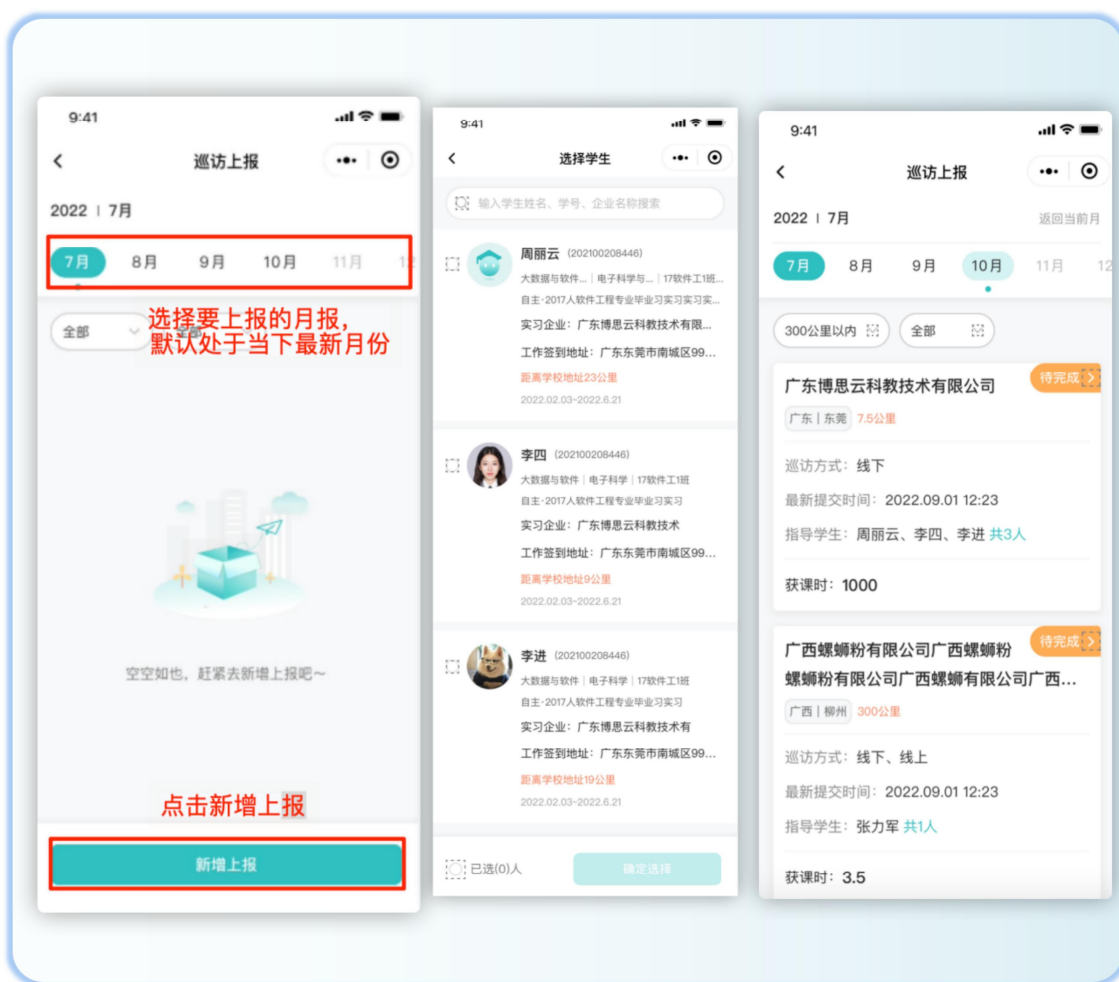 9:41
巡访上报
2022 | 7月
7月 8月 9月 10月 11月 12
选择要上报的月报,
默认处于当下最新月份
全部
空空如也，赶紧去新增上报吧~
点击新增上报
新增上报
9:41
选择学生
输入学生姓名、学号、企业名称搜索
周丽云 (202100208446)
大数据与软件... | 电子科学与... | 17软件工1班...
自主·2017人软件工程专业毕业习实习实习实...
实习企业：广东博思云科教技术有限...
工作签到地址：广东东莞市南城区99...
距离学校地址23公里
2022.02.03~2022.6.21
李四 (202100208446)
大数据与软件 | 电子科学 | 17软件工1班
自主·2017人软件工程专业毕业习实习
实习企业：广东博思云科教技术
工作签到地址：广东东莞市南城区99...
距离学校地址9公里
2022.02.03~2022.6.21
李进 (202100208446)
大数据与软件 | 电子科学 | 17软件工1班
自主·2017人软件工程专业毕业习实习
实习企业：广东博思云科教技术有
工作签到地址：广东东莞市南城区99...
距离学校地址19公里
2022.02.03~2022.6.21
已选(0)人 确定选择
9:41
巡访上报
2022 | 7月 返回当前月
7月 8月 9月 10月 11月 12
300公里以内 全部
广东博思云科教技术有限公司 待完成
广东 | 东莞 7.5公里
巡访方式：线下
最新提交时间：2022.09.01 12:23
指导学生：周丽云、李四、李进 共3人
获课时：1000
广西螺蛳粉有限公司广西螺蛳粉 待完成
螺蛳粉有限公司广西螺蛳有限公司广西...
广西 | 柳州 300公里
巡访方式：线下、线上
最新提交时间：2022.09.01 12:23
指导学生：张力军 共1人
获课时：3.5